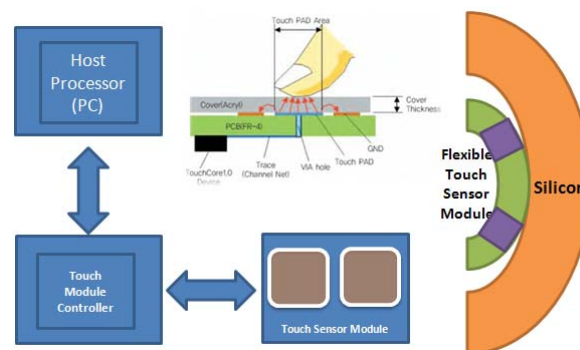 Host
Processor
(PC)
Touch
Module
Controller
Touch PAD Area
Cover(Acryl)
Cover
Thickness
PCB(FR-4)
GND
TouchCore1.0
Device
Trace
(Channel Net)
VIA hole
Touch PAD
Touch Sensor Module
Flexible
Touch
Sensor
Module
Silicon